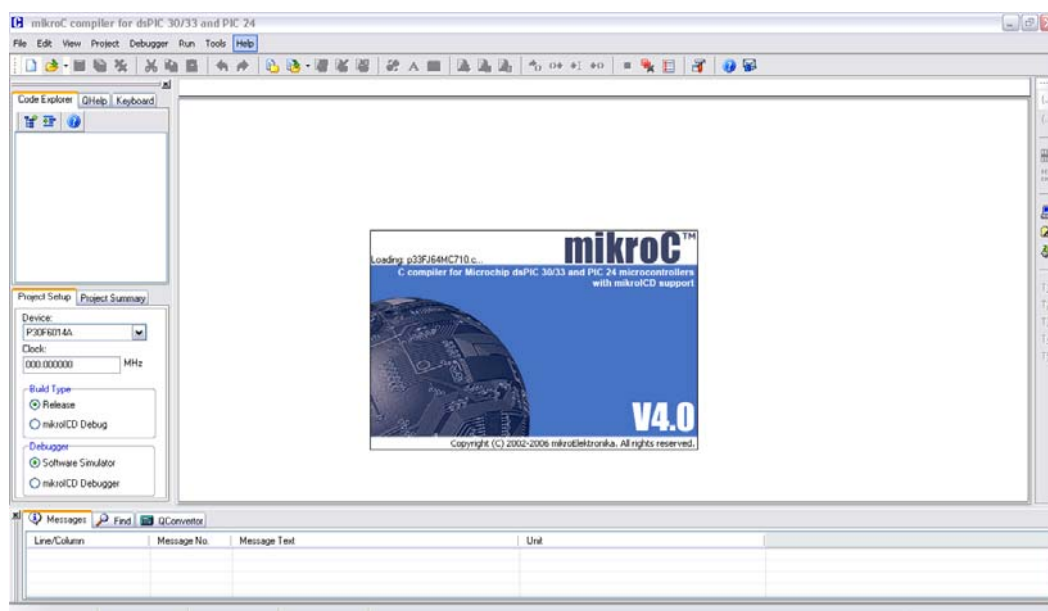 mikroC compiler for dsPIC 30/33 and PIC 24
File Edit View Project Debugger Run Tools Help
Code Explorer QHelp Keyboard
mikroC™
Loading: p33FJ64MC710.c...
C compiler for Microchip dsPIC 30/33 and PIC 24 microcontrollers
with mikroICD support
Project Setup Project Summary
Device:
P30F6014A
Clock:
000.000000 MHz
Build Type
Release
mikroICD Debug
Debugger
Software Simulator
mikroICD Debugger
V4.0
Copyright (C) 2002-2006 mikroElektronika. All rights reserved.
Messages Find QConvertor
Line/Column Message No. Message Text Unit